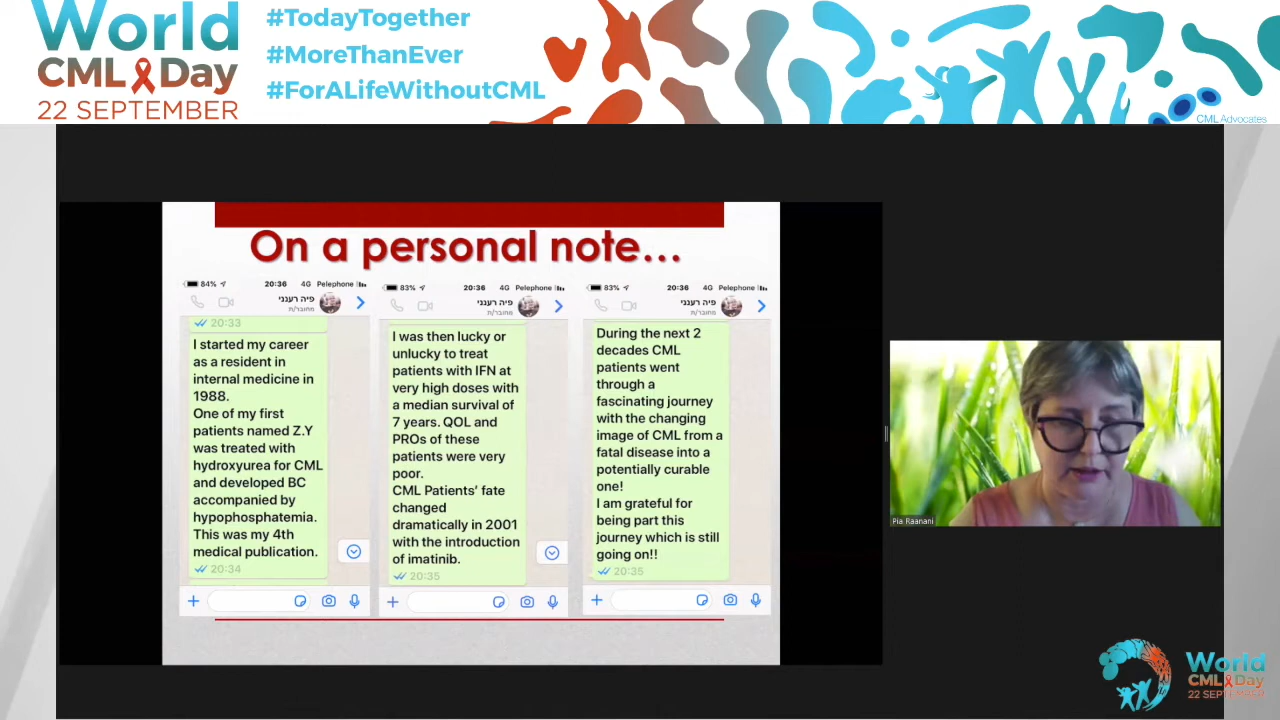 World
CML Day
22 SEPTEMBER
#TodayTogether
#MoreThanEver
#ForALifeWithoutCML
CML Advocates
On a personal note...
84%
20:36
4G Pelephone
פיה רענני
מחובר/ת
20:33
I started my career
as a resident in
internal medicine in
1988.
One of my first
patients named Z.Y
was treated with
hydroxyurea for CML
and developed BC
accompanied by
hypophosphatemia.
This was my 4th
medical publication.
20:34
83%
20:36
4G Pelephone
פיה רענני
מחובר/ת
I was then lucky or
unlucky to treat
patients with IFN at
very high doses with
a median survival of
7 years. QOL and
PROs of these
patients were very
poor.
CML Patients’ fate
changed
dramatically in 2001
with the introduction
of imatinib.
20:35
83%
20:36
4G Pelephone
פיה רענני
מחובר/ת
During the next 2
decades CML
patients went
through a
fascinating journey
with the changing
image of CML from a
fatal disease into a
potentially curable
one!
I am grateful for
being part this
journey which is still
going on!!
20:35
Pia Raanani
World
CML Day
22 SEPTEMBER